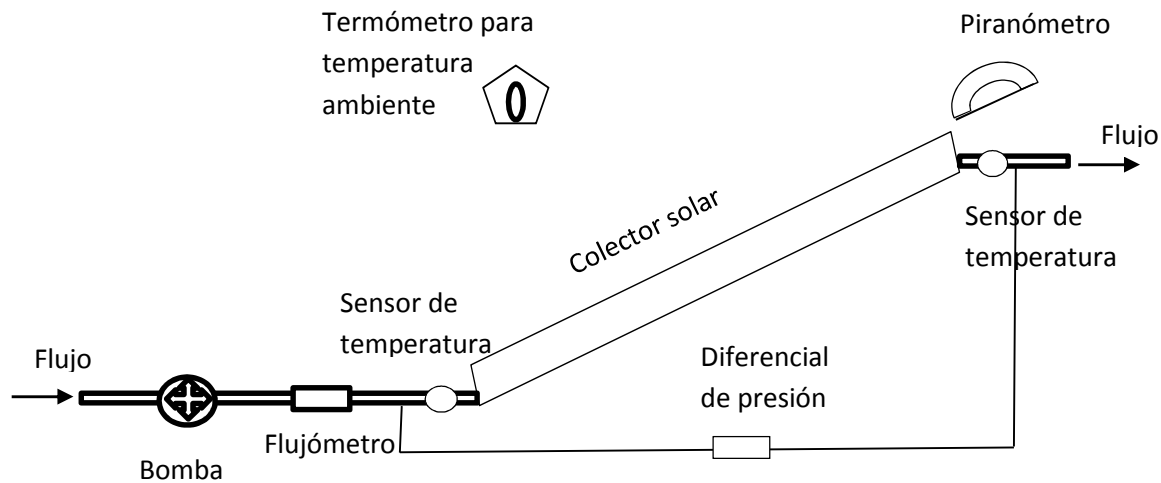 Termómetro para
temperatura
ambiente
Piranómetro
Flujo
Colector solar
Sensor de
temperatura
Sensor de
temperatura
Flujo
Diferencial
de presión
Flujómetro
Bomba